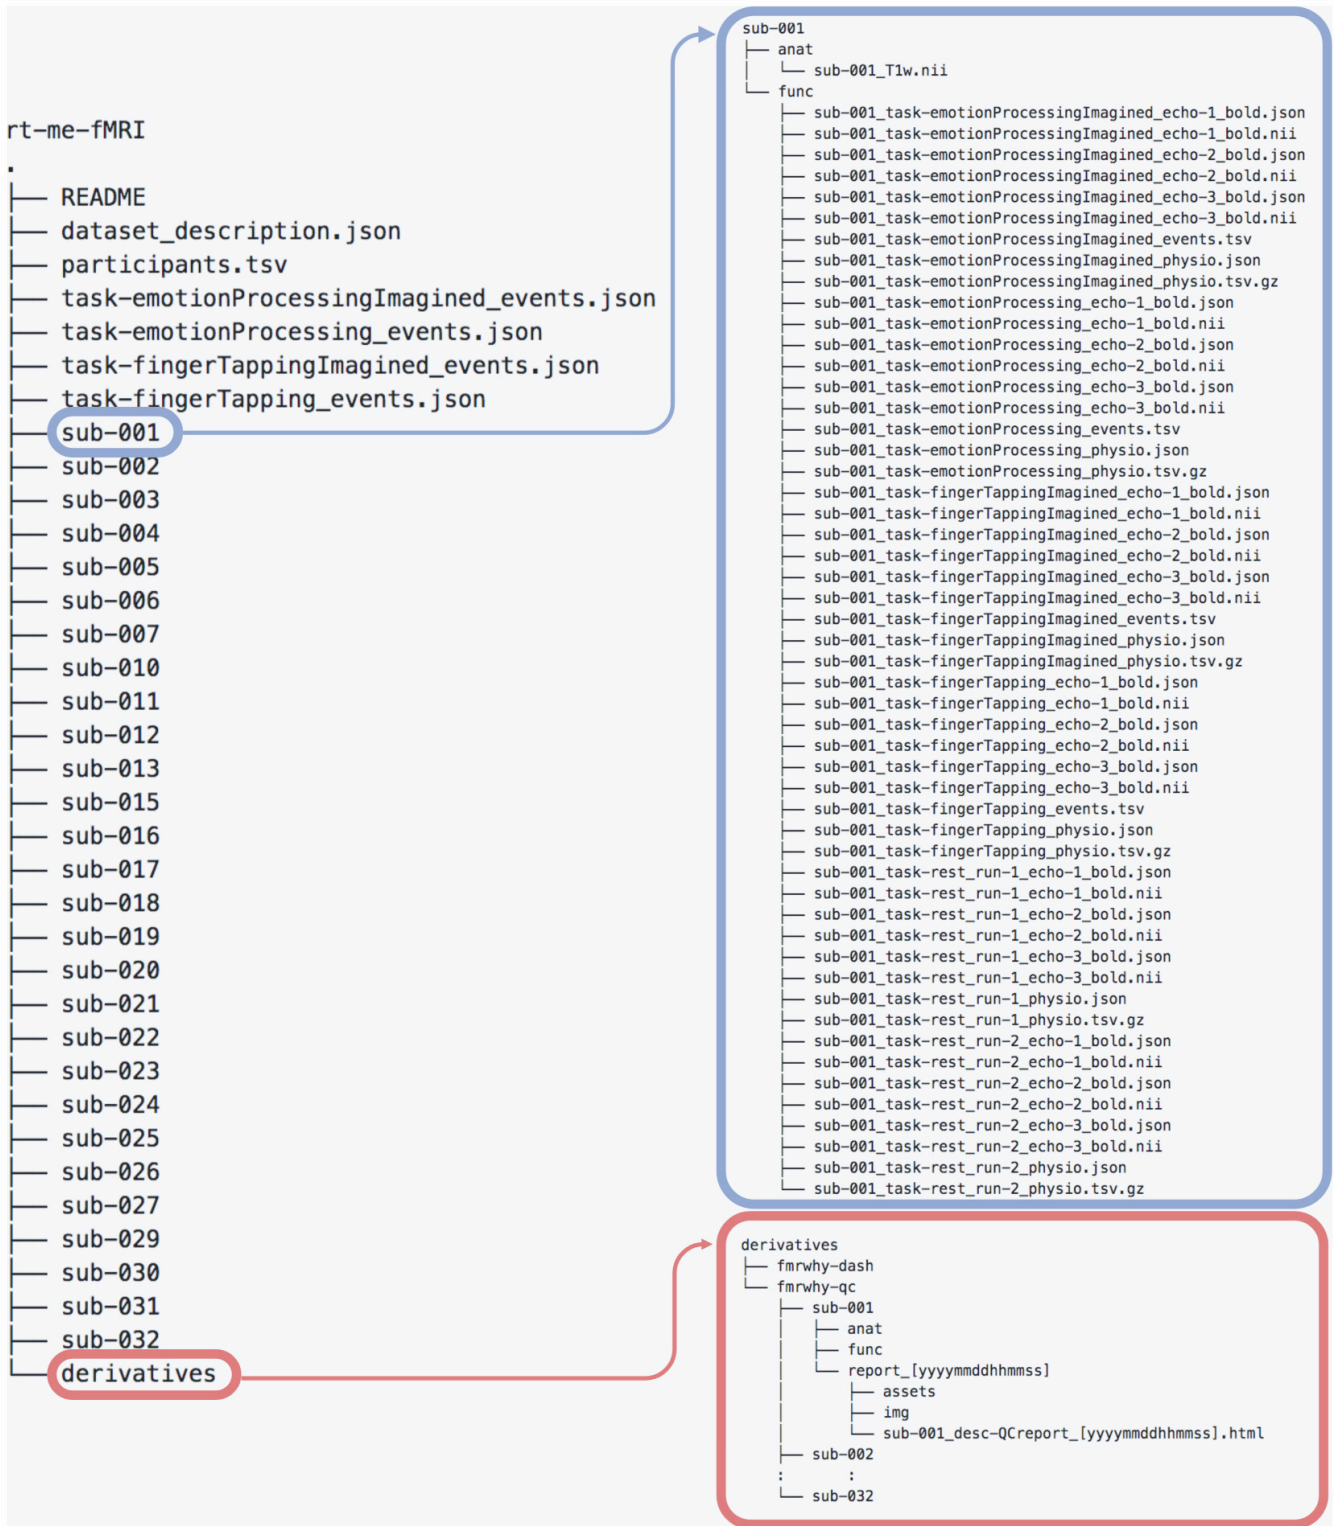 rt-me-fMRI
.
├── README
├── dataset_description.json
├── participants.tsv
├── task-emotionProcessingImagined_events.json
├── task-emotionProcessing_events.json
├── task-fingerTappingImagined_events.json
├── task-fingerTapping_events.json
├── sub-001
├── sub-002
├── sub-003
├── sub-004
├── sub-005
├── sub-006
├── sub-007
├── sub-010
├── sub-011
├── sub-012
├── sub-013
├── sub-015
├── sub-016
├── sub-017
├── sub-018
├── sub-019
├── sub-020
├── sub-021
├── sub-022
├── sub-023
├── sub-024
├── sub-025
├── sub-026
├── sub-027
├── sub-029
├── sub-030
├── sub-031
├── sub-032
└── derivatives
sub-001
├── anat
│   └── sub-001_T1w.nii
└── func
    ├── sub-001_task-emotionProcessingImagined_echo-1_bold.json
    ├── sub-001_task-emotionProcessingImagined_echo-1_bold.nii
    ├── sub-001_task-emotionProcessingImagined_echo-2_bold.json
    ├── sub-001_task-emotionProcessingImagined_echo-2_bold.nii
    ├── sub-001_task-emotionProcessingImagined_echo-3_bold.json
    ├── sub-001_task-emotionProcessingImagined_echo-3_bold.nii
    ├── sub-001_task-emotionProcessingImagined_events.tsv
    ├── sub-001_task-emotionProcessingImagined_physio.json
    ├── sub-001_task-emotionProcessingImagined_physio.tsv.gz
    ├── sub-001_task-emotionProcessing_echo-1_bold.json
    ├── sub-001_task-emotionProcessing_echo-1_bold.nii
    ├── sub-001_task-emotionProcessing_echo-2_bold.json
    ├── sub-001_task-emotionProcessing_echo-2_bold.nii
    ├── sub-001_task-emotionProcessing_echo-3_bold.json
    ├── sub-001_task-emotionProcessing_echo-3_bold.nii
    ├── sub-001_task-emotionProcessing_events.tsv
    ├── sub-001_task-emotionProcessing_physio.json
    ├── sub-001_task-emotionProcessing_physio.tsv.gz
    ├── sub-001_task-fingerTappingImagined_echo-1_bold.json
    ├── sub-001_task-fingerTappingImagined_echo-1_bold.nii
    ├── sub-001_task-fingerTappingImagined_echo-2_bold.json
    ├── sub-001_task-fingerTappingImagined_echo-2_bold.nii
    ├── sub-001_task-fingerTappingImagined_echo-3_bold.json
    ├── sub-001_task-fingerTappingImagined_echo-3_bold.nii
    ├── sub-001_task-fingerTappingImagined_events.tsv
    ├── sub-001_task-fingerTappingImagined_physio.json
    ├── sub-001_task-fingerTappingImagined_physio.tsv.gz
    ├── sub-001_task-fingerTapping_echo-1_bold.json
    ├── sub-001_task-fingerTapping_echo-1_bold.nii
    ├── sub-001_task-fingerTapping_echo-2_bold.json
    ├── sub-001_task-fingerTapping_echo-2_bold.nii
    ├── sub-001_task-fingerTapping_echo-3_bold.json
    ├── sub-001_task-fingerTapping_echo-3_bold.nii
    ├── sub-001_task-fingerTapping_events.tsv
    ├── sub-001_task-fingerTapping_physio.json
    ├── sub-001_task-fingerTapping_physio.tsv.gz
    ├── sub-001_task-rest_run-1_echo-1_bold.json
    ├── sub-001_task-rest_run-1_echo-1_bold.nii
    ├── sub-001_task-rest_run-1_echo-2_bold.json
    ├── sub-001_task-rest_run-1_echo-2_bold.nii
    ├── sub-001_task-rest_run-1_echo-3_bold.json
    ├── sub-001_task-rest_run-1_echo-3_bold.nii
    ├── sub-001_task-rest_run-1_physio.json
    ├── sub-001_task-rest_run-1_physio.tsv.gz
    ├── sub-001_task-rest_run-2_echo-1_bold.json
    ├── sub-001_task-rest_run-2_echo-1_bold.nii
    ├── sub-001_task-rest_run-2_echo-2_bold.json
    ├── sub-001_task-rest_run-2_echo-2_bold.nii
    ├── sub-001_task-rest_run-2_echo-3_bold.json
    ├── sub-001_task-rest_run-2_echo-3_bold.nii
    ├── sub-001_task-rest_run-2_physio.json
    └── sub-001_task-rest_run-2_physio.tsv.gz
derivatives
├── fmrwhy-dash
└── fmrwhy-qc
    ├── sub-001
    │   ├── anat
    │   ├── func
    │   └── report_[yyyymmddhhmmss]
    │       ├── assets
    │       ├── img
    │       └── sub-001_desc-QCreport_[yyyymmddhhmmss].html
    ├── sub-002
    :       :
    └── sub-032